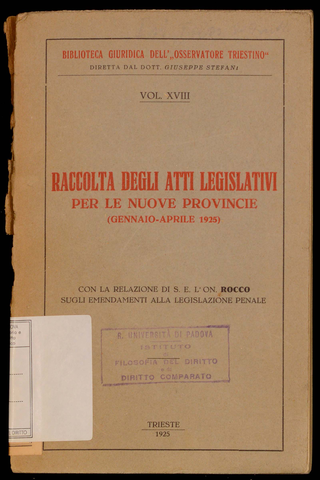 BIBLIOTECA GIURIDICA DELL'„OSSERVATORE TRIESTINO"
DIRETTA DAL DOTT. GIUSEPPE STEFANI
VOL. XVIII
RACCOLTA DEGLI ATTI LEGISLATIVI
PER LE NUOVE PROVINCIE
(GENNAIO-APRILE 1925)
CON LA RELAZIONE DI S. E. L'ON. ROCCO
SUGLI EMENDAMENTI ALLA LEGISLAZIONE PENALE
R. UNIVERSITÀ DI PADOVA
ISTITUTO
FILOSOFIA DEL DIRITTO
ED
DIRITTO COMPARATO
TRIESTE
1925